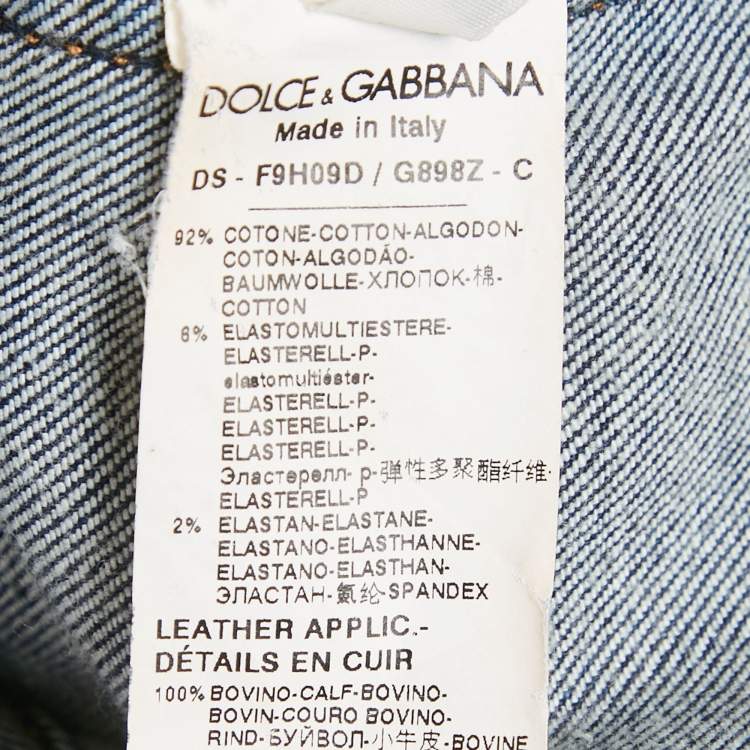 DOLCE & GABBANA
Made in Italy
DS - F9H09D / G898Z - C
92% COTONE-COTTON-ALGODON-
COTON-ALGODÃO-
BAUMWOLLE-ХЛОПОК-棉-
COTTON
6% ELASTOMULTIESTERE-
ELASTERELL-P-
elastomultiéster-
ELASTERELL-P-
ELASTERELL-P-
ELASTERELL-P-
Эластерелл- р-弹性多聚酯纤维-
ELASTERELL-P
2% ELASTAN-ELASTANE-
ELASTANO-ELASTHANNE-
ELASTANO-ELASTHAN-
ЭЛАСТАН-氨纶-SPANDEX
LEATHER APPLIC.-
DÉTAILS EN CUIR
100% BOVINO-CALF-BOVINO-
BOVIN-COURO BOVINO-
RIND-БУЙВОЛ-小牛皮-BOVINE